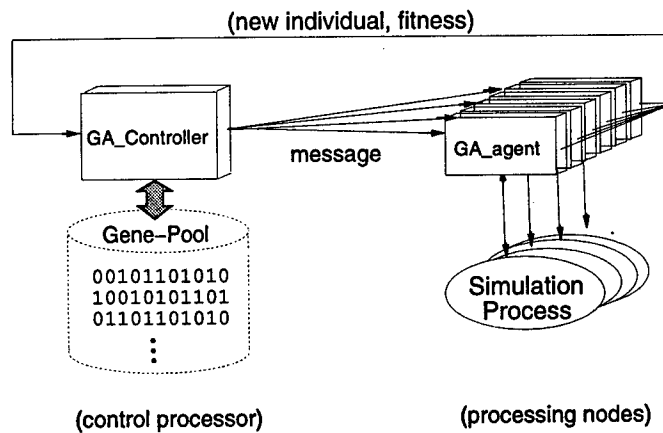 (new individual, fitness)
GA_Controller
message
GA_agent
Gene-Pool
00101101010
10010101101
01101101010
Simulation
Process
(control processor)
(processing nodes)